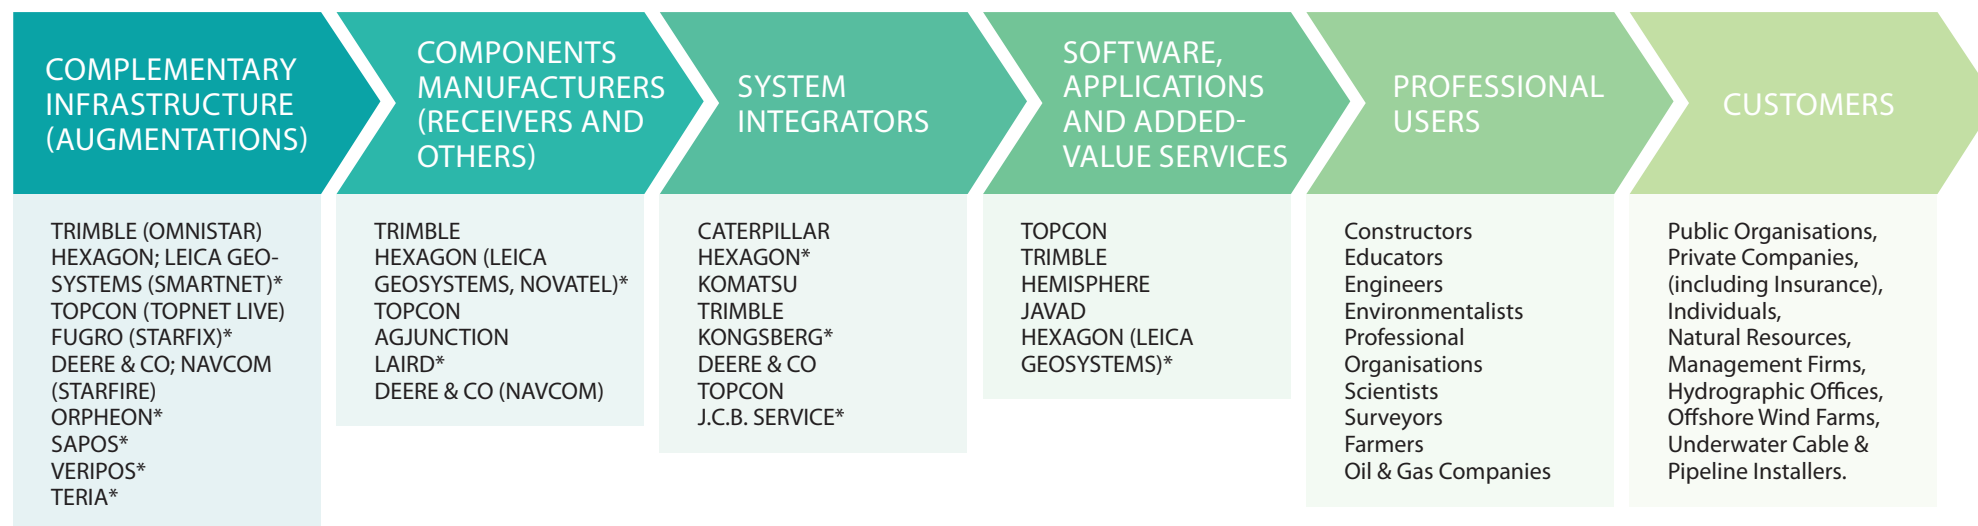 COMPLEMENTARY
INFRASTRUCTURE
(AUGMENTATIONS)
TRIMBLE (OMNISTAR)
HEXAGON; LEICA GEO-
SYSTEMS (SMARTNET)*
TOPCON (TOPNET LIVE)
FUGRO (STARFIX)*
DEERE & CO; NAVCOM
(STARFIRE)
ORPHEON*
SAPOS*
VERIPOS*
TERIA*
COMPONENTS
MANUFACTURERS
(RECEIVERS AND
OTHERS)
TRIMBLE
HEXAGON (LEICA
GEOSYSTEMS, NOVATEL)*
TOPCON
AGJUNCTION
LAIRD*
DEERE & CO (NAVCOM)
SYSTEM
INTEGRATORS
CATERPILLAR
HEXAGON*
KOMATSU
TRIMBLE
KONGSBERG*
DEERE & CO
TOPCON
J.C.B. SERVICE*
SOFTWARE,
APPLICATIONS
AND ADDED-
VALUE SERVICES
TOPCON
TRIMBLE
HEMISPHERE
JAVAD
HEXAGON (LEICA
GEOSYSTEMS)*
PROFESSIONAL
USERS
Constructors
Educators
Engineers
Environmentalists
Professional
Organisations
Scientists
Surveyors
Farmers
Oil & Gas Companies
CUSTOMERS
Public Organisations,
Private Companies,
(including Insurance),
Individuals,
Natural Resources,
Management Firms,
Hydrographic Offices,
Offshore Wind Farms,
Underwater Cable &
Pipeline Installers.